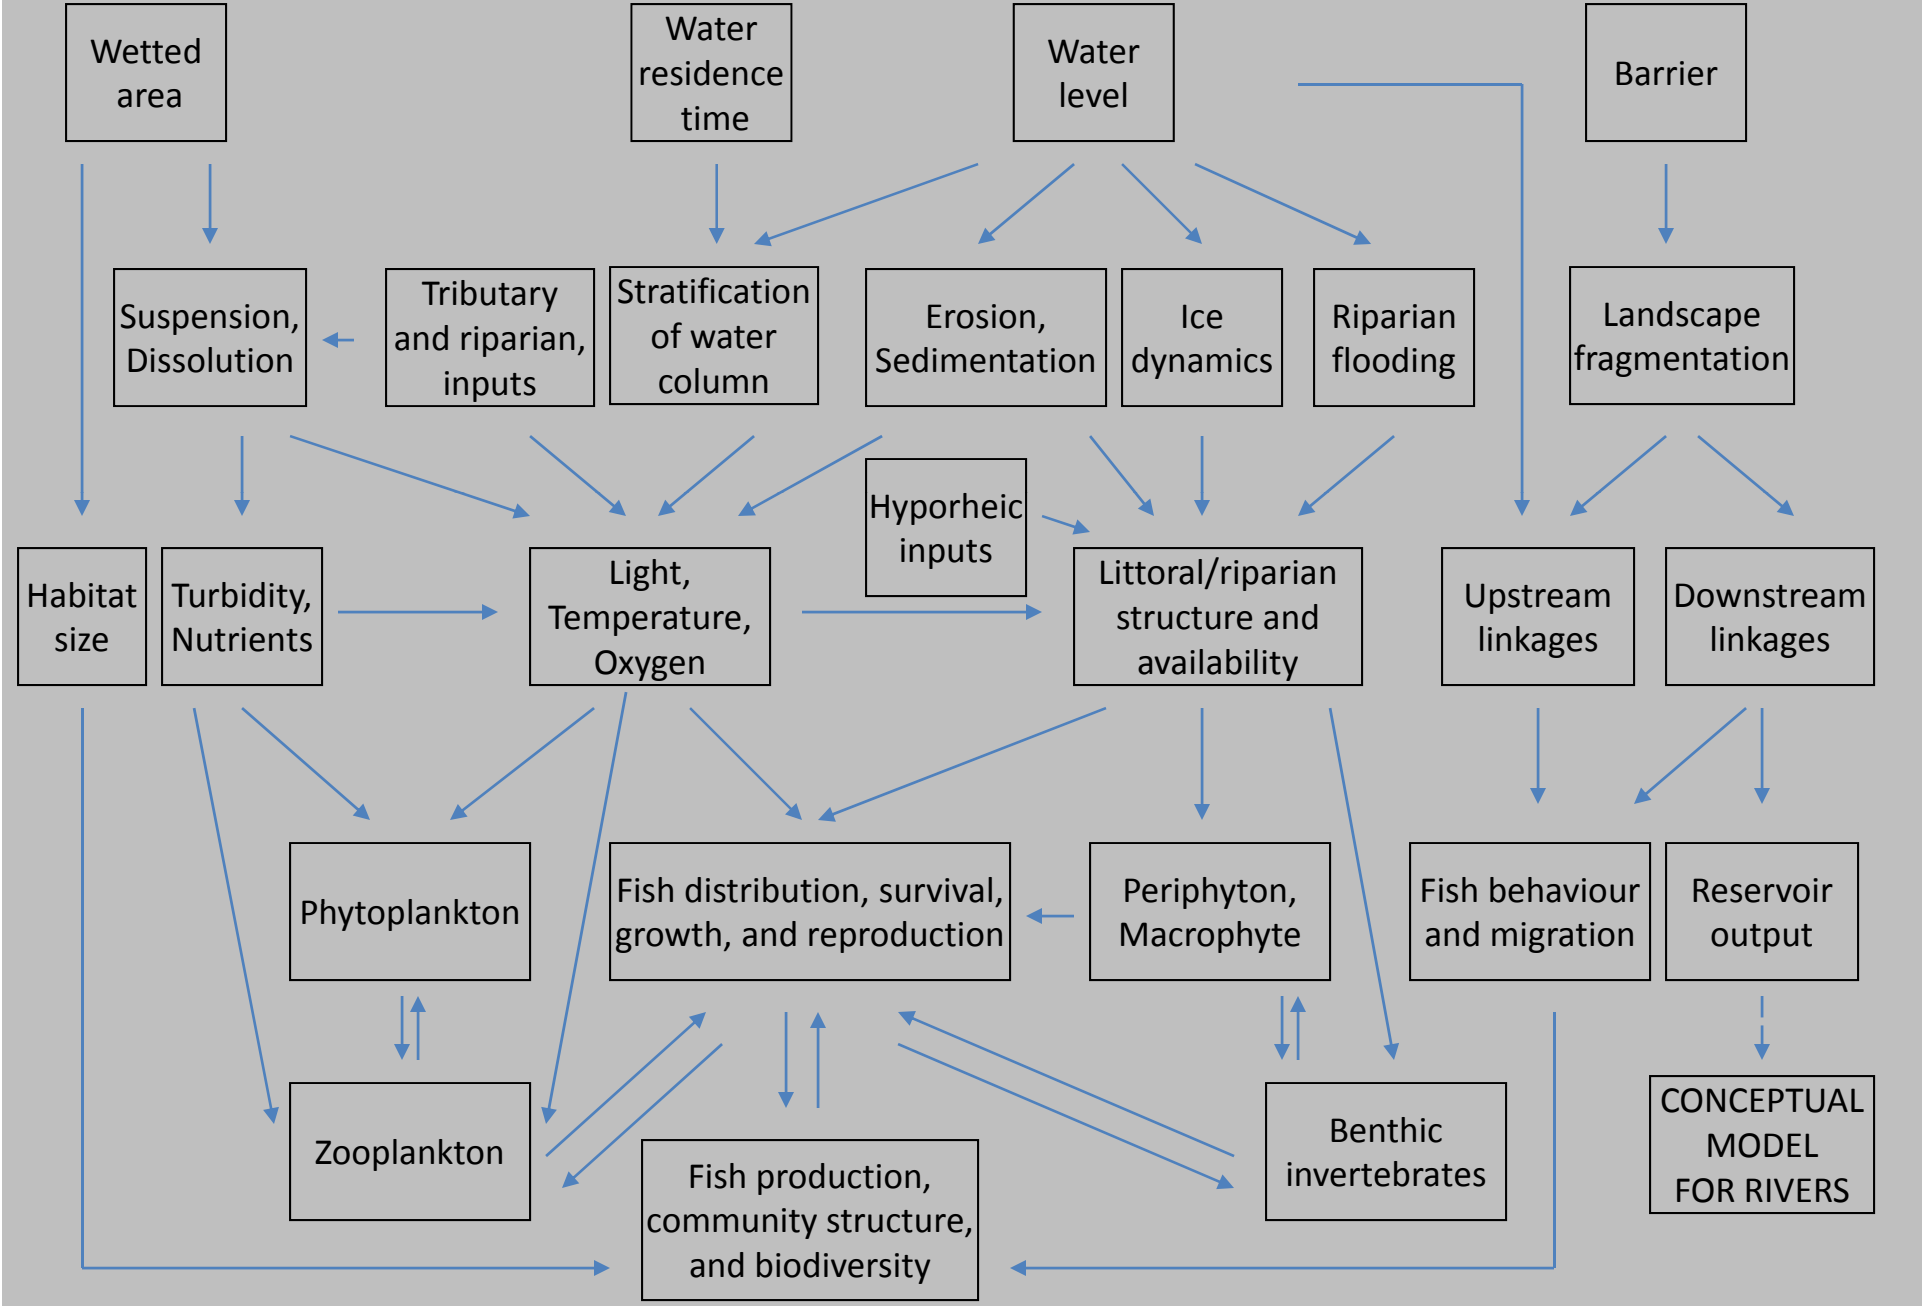 Wetted
area
Water
residence
time
Water
level
Barrier
Suspension,
Dissolution
Tributary
and riparian,
inputs
Stratification
of water
column
Erosion,
Sedimentation
Ice
dynamics
Riparian
flooding
Landscape
fragmentation
Hyporheic
inputs
Habitat
size
Turbidity,
Nutrients
Light,
Temperature,
Oxygen
Littoral/riparian
structure and
availability
Upstream
linkages
Downstream
linkages
Phytoplankton
Fish distribution, survival,
growth, and reproduction
Periphyton,
Macrophyte
Fish behaviour
and migration
Reservoir
output
Zooplankton
Fish production,
community structure,
and biodiversity
Benthic
invertebrates
CONCEPTUAL
MODEL
FOR RIVERS